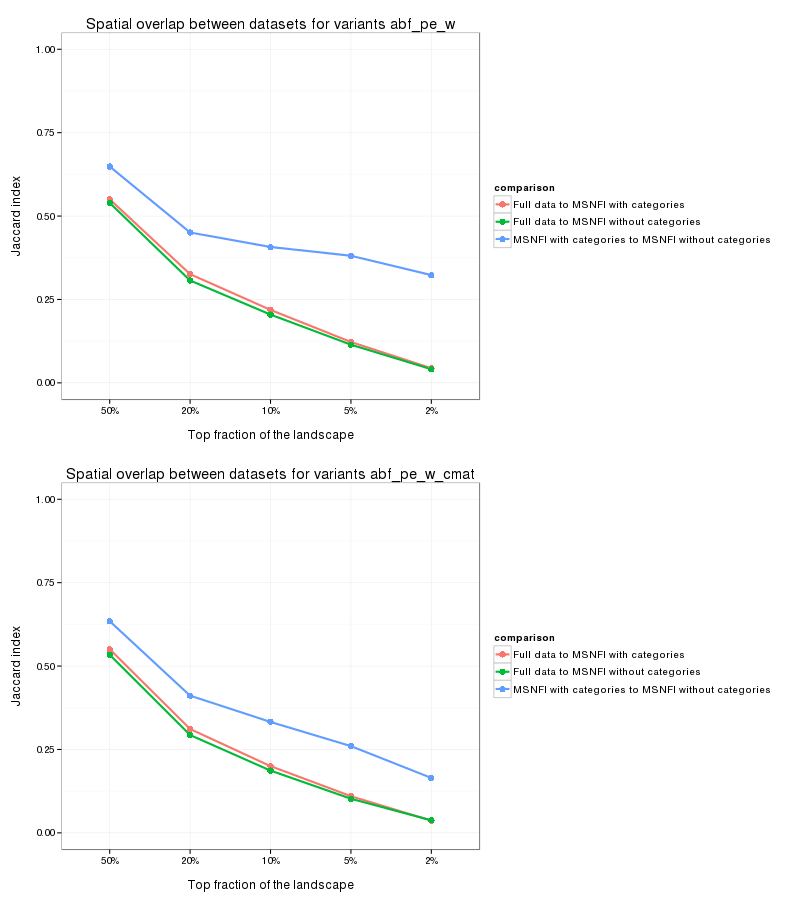 Spatial overlap between datasets for variants abf_pe_w
1.00
0.75
0.50
0.25
0.00
Jaccard index
50% 20% 10% 5% 2%
Top fraction of the landscape
comparison
Full data to MSNFI with categories
Full data to MSNFI without categories
MSNFI with categories to MSNFI without categories
Spatial overlap between datasets for variants abf_pe_w_cmat
1.00
0.75
0.50
0.25
0.00
Jaccard index
50% 20% 10% 5% 2%
Top fraction of the landscape
comparison
Full data to MSNFI with categories
Full data to MSNFI without categories
MSNFI with categories to MSNFI without categories